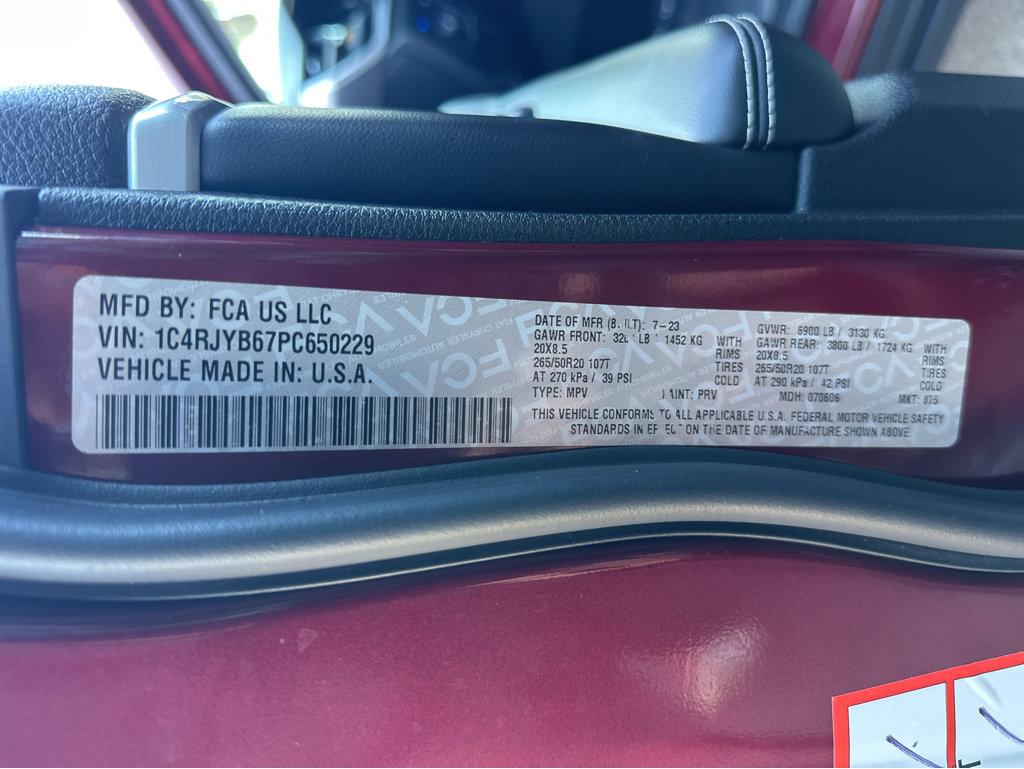 MFD BY: FCA US LLC
VIN: 1C4RJYB67PC650229
VEHICLE MADE IN: U.S.A.
DATE OF MFR 7-23
GAWR FRONT: LB / 1452 KG WITH
20X8.5 RIMS
265/50R20 107T TIRES
AT 270 kPa / 39 PSI COLD
TYPE: MPV PRV
GVWR: 6900 LB / 3130 KG
GAWR REAR: 3800 LB / 1724 KG WITH
20X8.5 RIMS
265/50R20 107T TIRES
AT 290 kPa / 42 PSI COLD
MDH: 070606 MKT: 875
THIS VEHICLE CONFORMS TO ALL APPLICABLE U.S.A. FEDERAL MOTOR VEHICLE SAFETY
STANDARDS IN ON THE DATE OF MANUFACTURE SHOWN ABOVE.